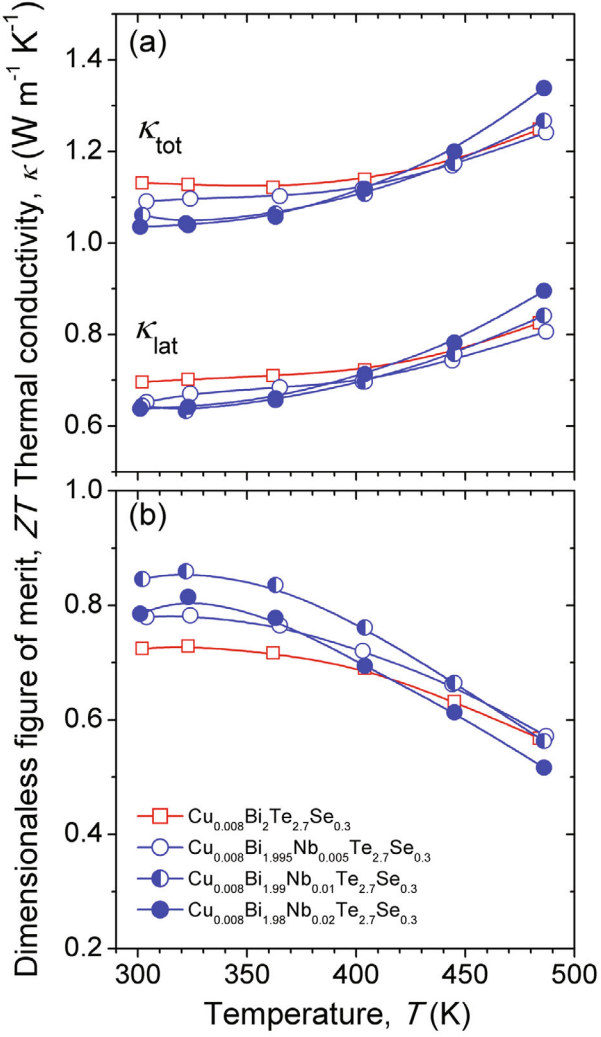 (a)
1.4
κtot
1.2
1.0
κlat
0.8
0.6
Dimensionaless figure of merit, ZT Thermal conductivity, κ (W m⁻¹ K⁻¹)
(b)
1.0
0.8
0.6
0.4
0.2
Cu₀.₀₀₈Bi₂Te₂.₇Se₀.₃
Cu₀.₀₀₈Bi₁.₉₉₅Nb₀.₀₀₅Te₂.₇Se₀.₃
Cu₀.₀₀₈Bi₁.₉₉Nb₀.₀₁Te₂.₇Se₀.₃
Cu₀.₀₀₈Bi₁.₉₈Nb₀.₀₂Te₂.₇Se₀.₃
300 350 400 450 500
Temperature, T (K)